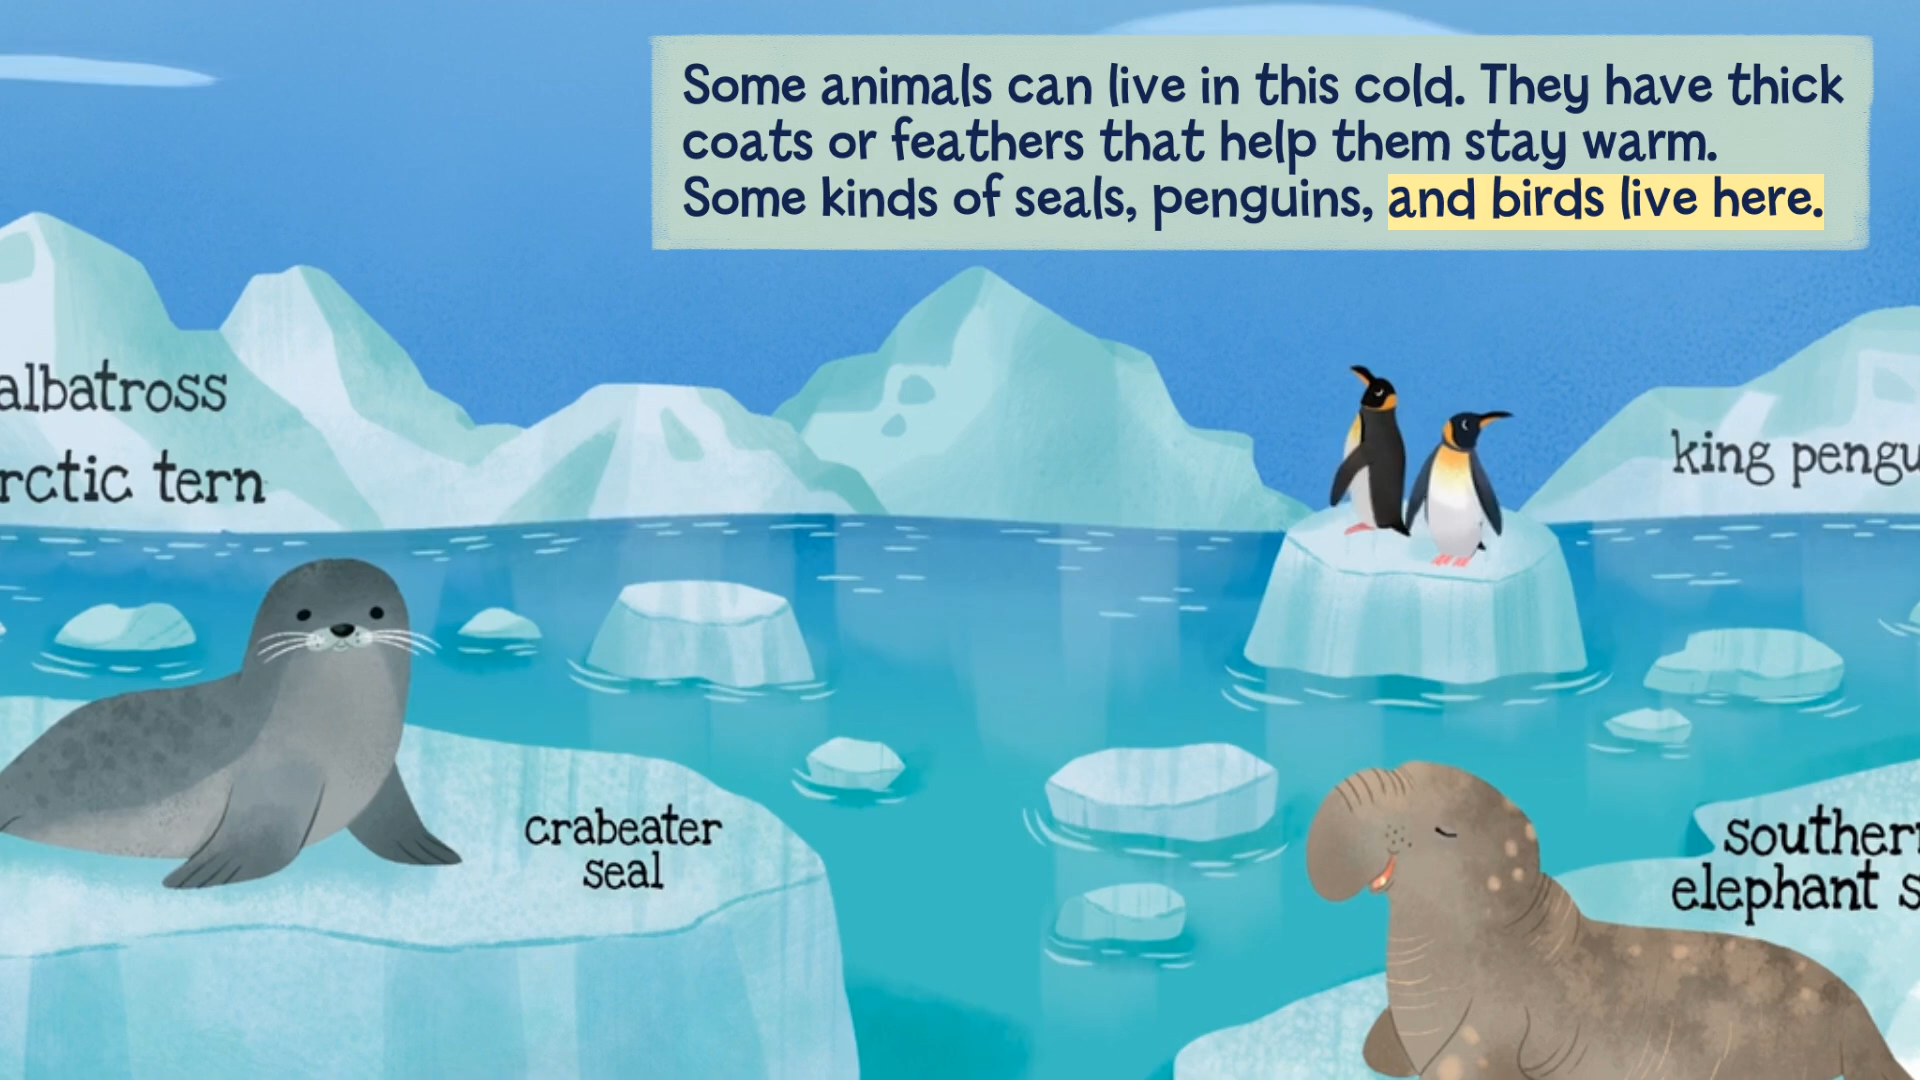 Some animals can live in this cold. They have thick
coats or feathers that help them stay warm.
Some kinds of seals, penguins, and birds live here.
albatross
rctic tern
king pengu
crabeater
seal
souther
elephant s